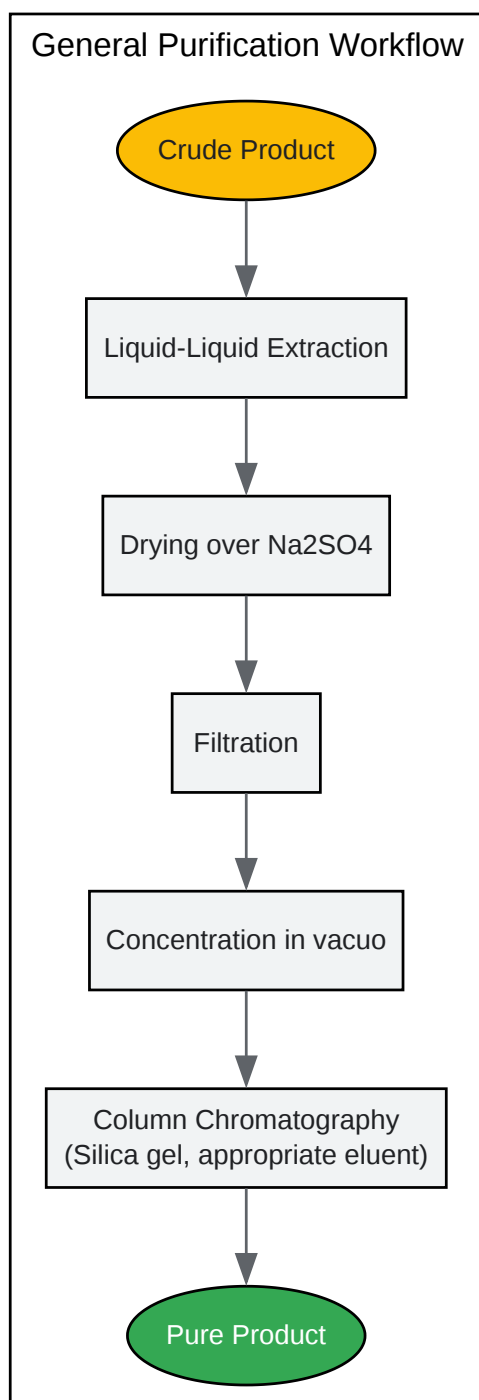 General Purification Workflow
Crude Product
Liquid-Liquid Extraction
Drying over Na2SO4
Filtration
Concentration in vacuo
Column Chromatography
(Silica gel, appropriate eluent)
Pure Product